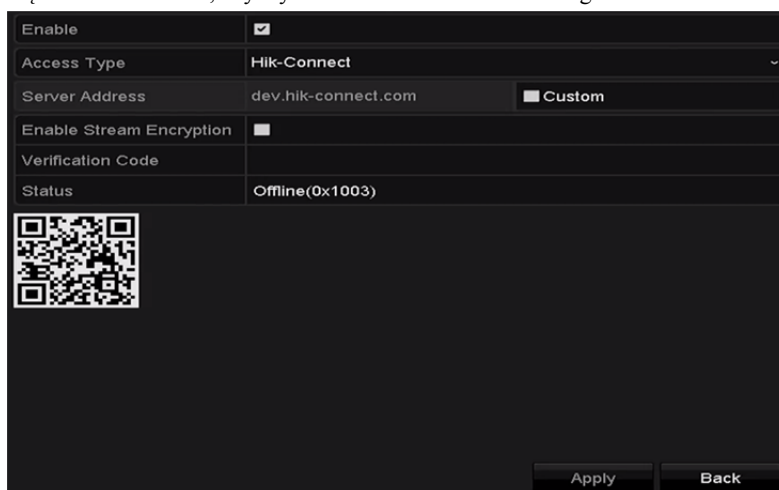 Enable
Access Type Hik-Connect
Server Address dev.hik-connect.com Custom
Enable Stream Encryption
Verification Code
Status Offline(0x1003)
Apply Back